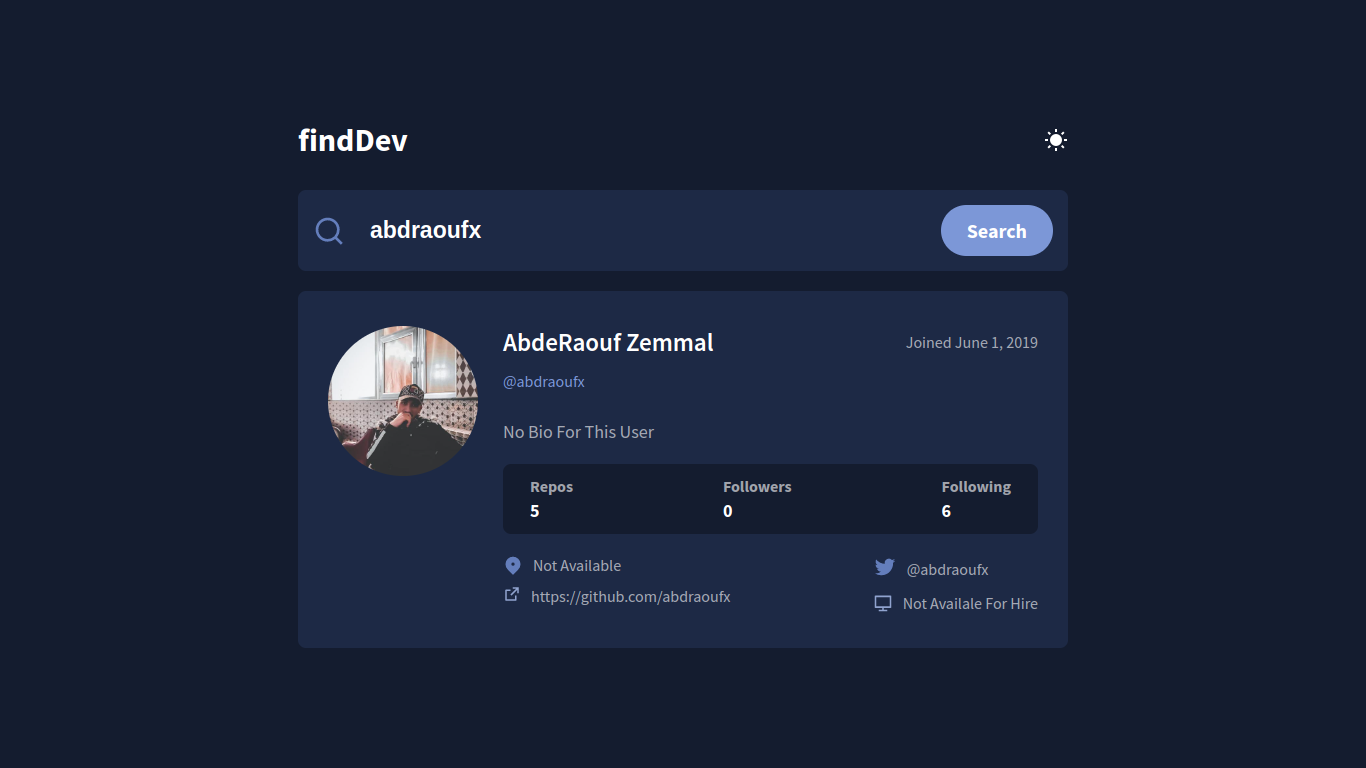 findDev
abdraoufx
Search
AbdeRaouf Zemmal
Joined June 1, 2019
@abdraoufx
No Bio For This User
Repos Followers Following
5 0 6
Not Available
@abdraoufx
https://github.com/abdraoufx
Not Availale For Hire